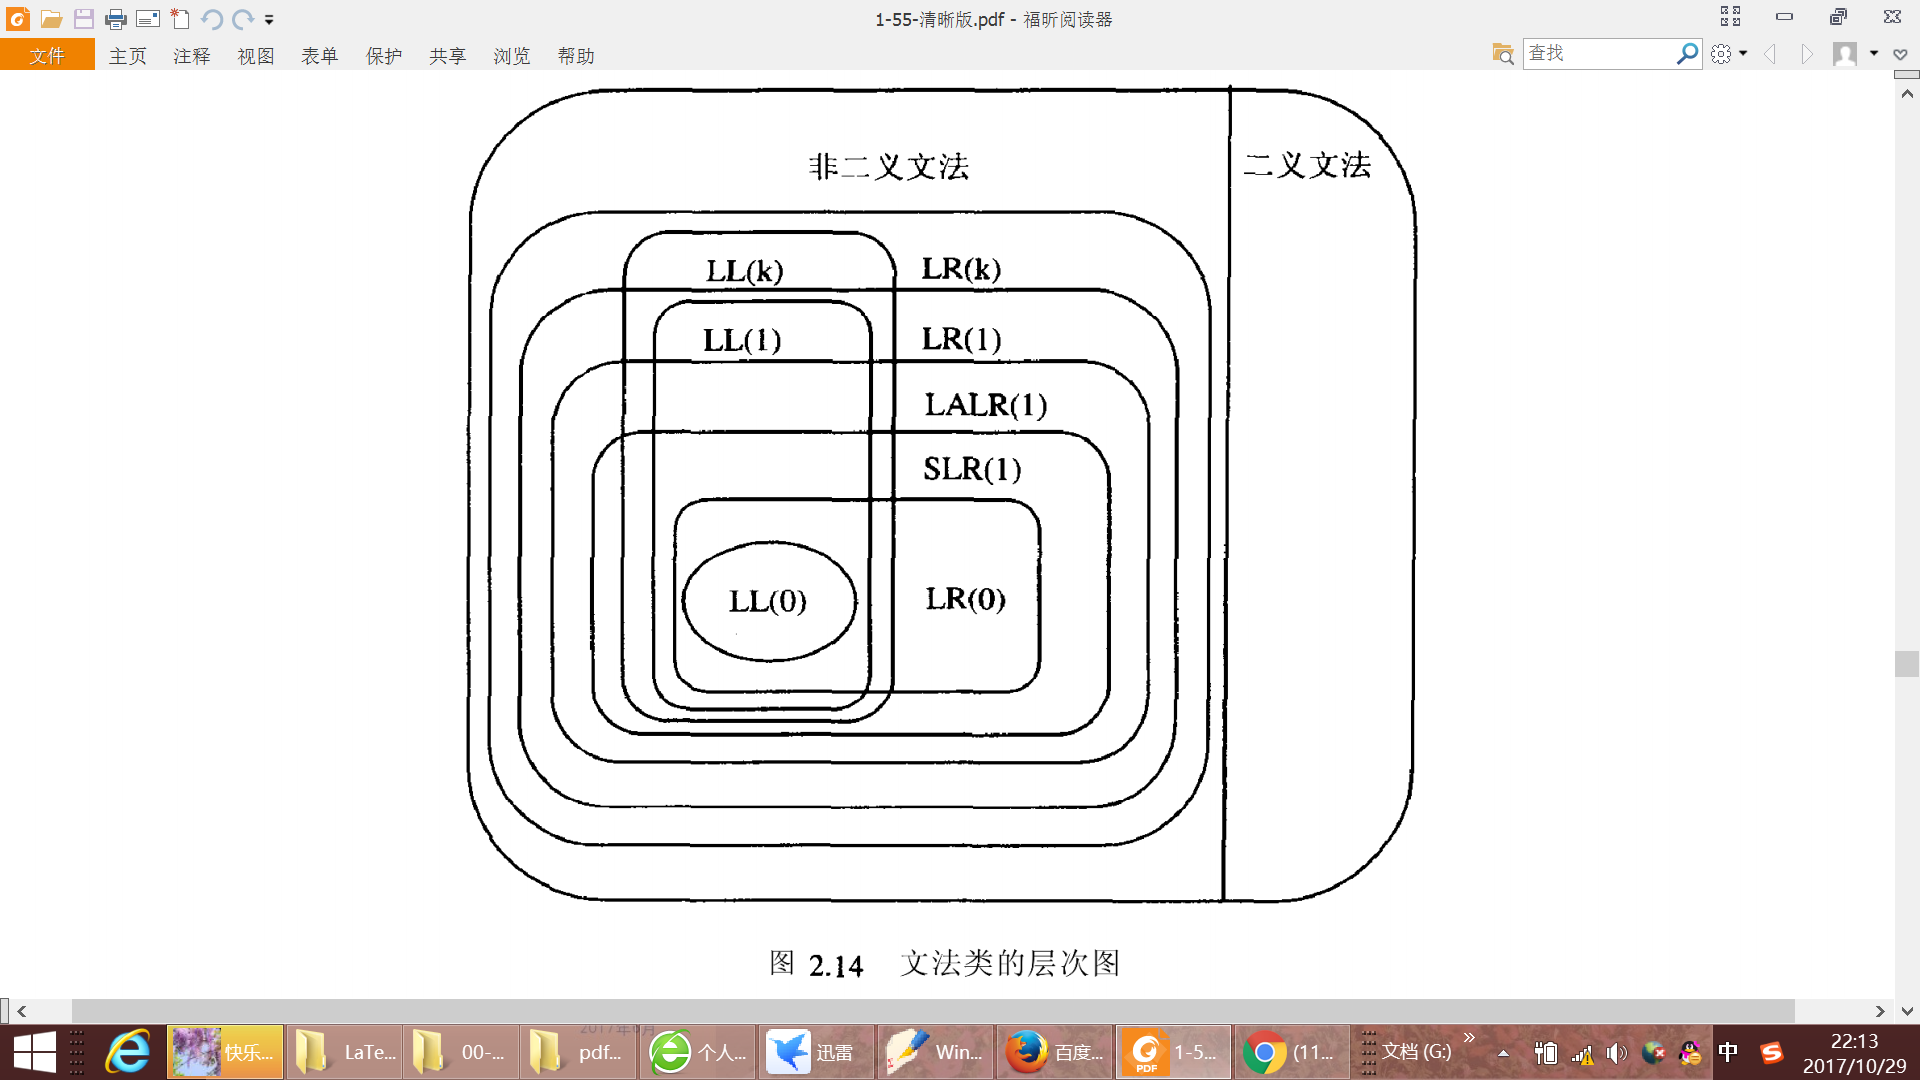 1-55-清晰版.pdf - 福昕阅读器
文件 主页 注释 视图 表单 保护 共享 浏览 帮助
查找
非二义文法
二义文法
LL(k)
LR(k)
LL(1)
LR(1)
LALR(1)
SLR(1)
LL(0)
LR(0)
图 2.14 文法类的层次图
快乐...
LaTe...
00-...
pdf...
个人...
迅雷
Win...
百度...
PDF
1-5...
(11...
文档 (G:)
»
中
22:13
2017/10/29